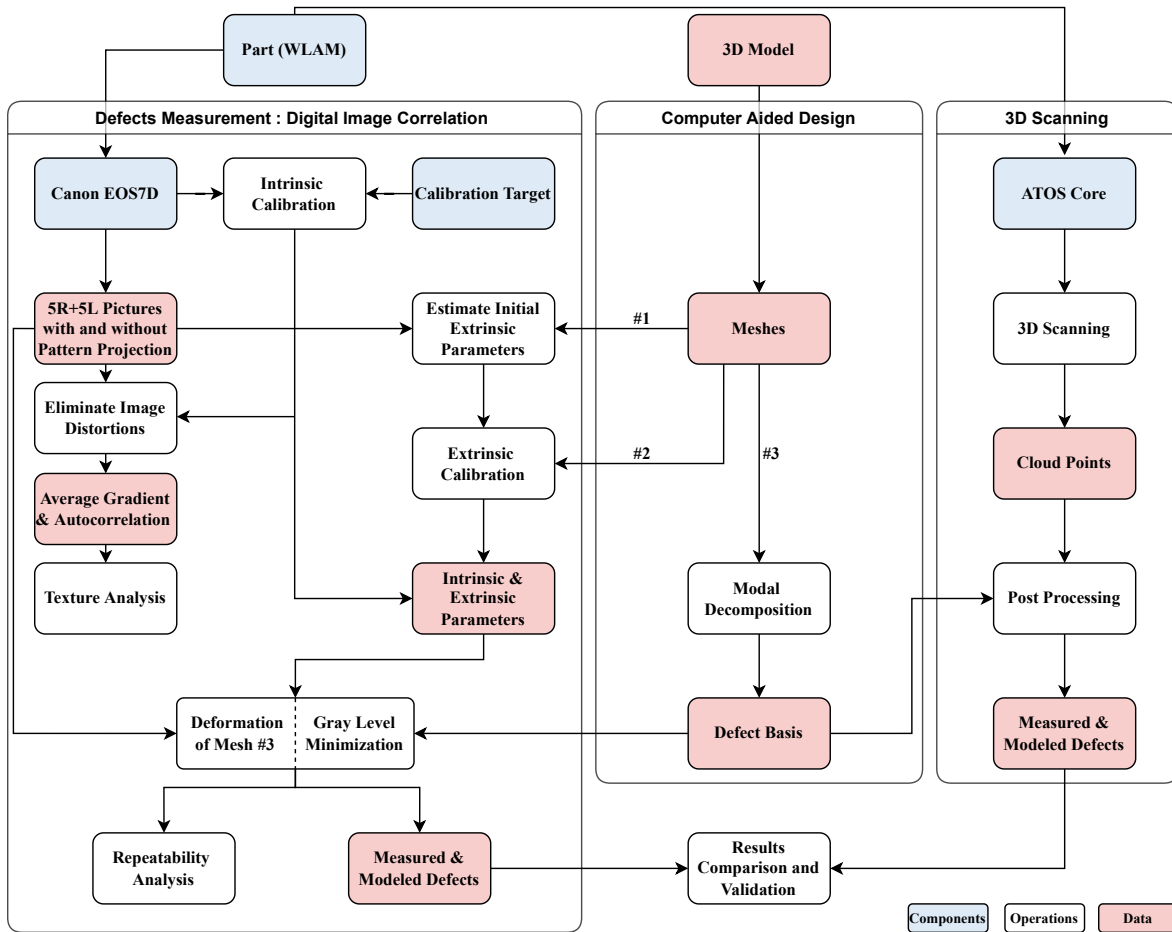 Part (WLAM)
3D Model
Defects Measurement : Digital Image Correlation
Computer Aided Design
3D Scanning
Canon EOS7D
Intrinsic
Calibration
Calibration Target
ATOS Core
5R+5L Pictures
with and without
Pattern Projection
Estimate Initial
Extrinsic
Parameters
#1
Meshes
3D Scanning
Eliminate Image
Distortions
Extrinsic
Calibration
#2
#3
Cloud Points
Average Gradient
& Autocorrelation
Texture Analysis
Intrinsic &
Extrinsic
Parameters
Modal
Decomposition
Post Processing
Deformation
of Mesh #3
Gray Level
Minimization
Defect Basis
Measured &
Modeled Defects
Repeatability
Analysis
Measured &
Modeled Defects
Results
Comparison and
Validation
Components
Operations
Data